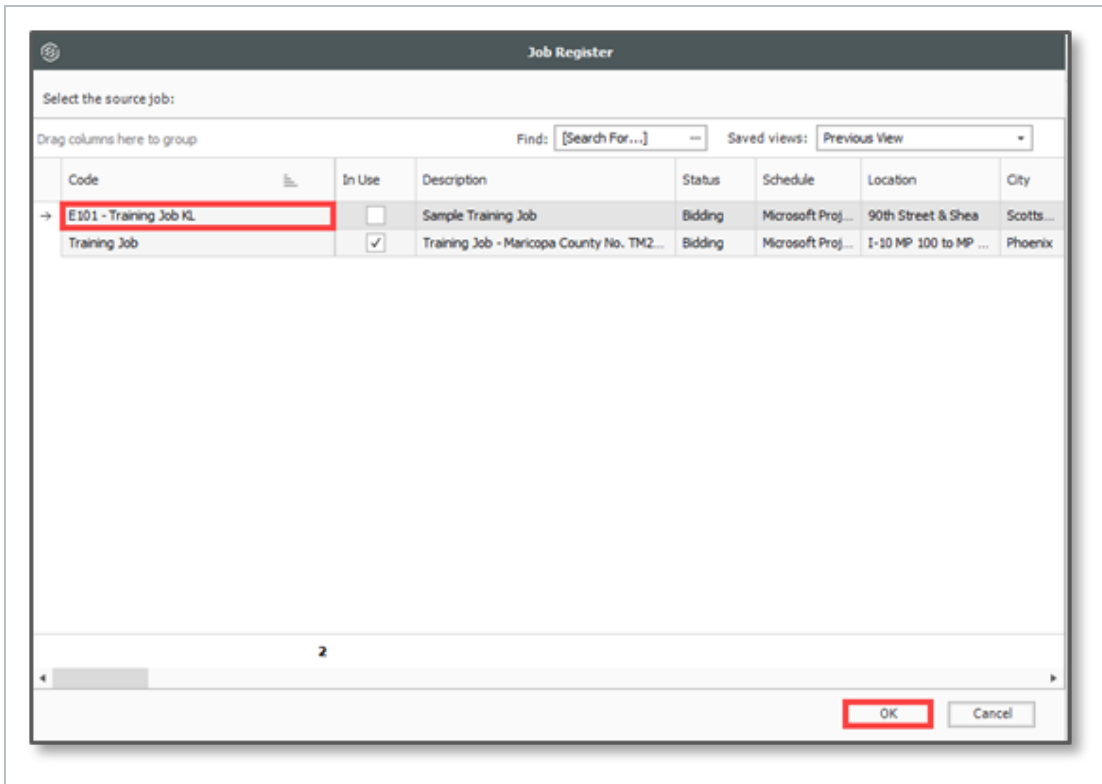 Job Register
Select the source job:
Drag columns here to group Find: [Search For...] ... Saved views: Previous View
Code In Use Description Status Schedule Location City
E101 - Training Job KL Sample Training Job Bidding Microsoft Proj... 90th Street & Shea Scotts...
Training Job Training Job - Maricopa County No. TM2... Bidding Microsoft Proj... I-10 MP 100 to MP ... Phoenix
2
OK Cancel